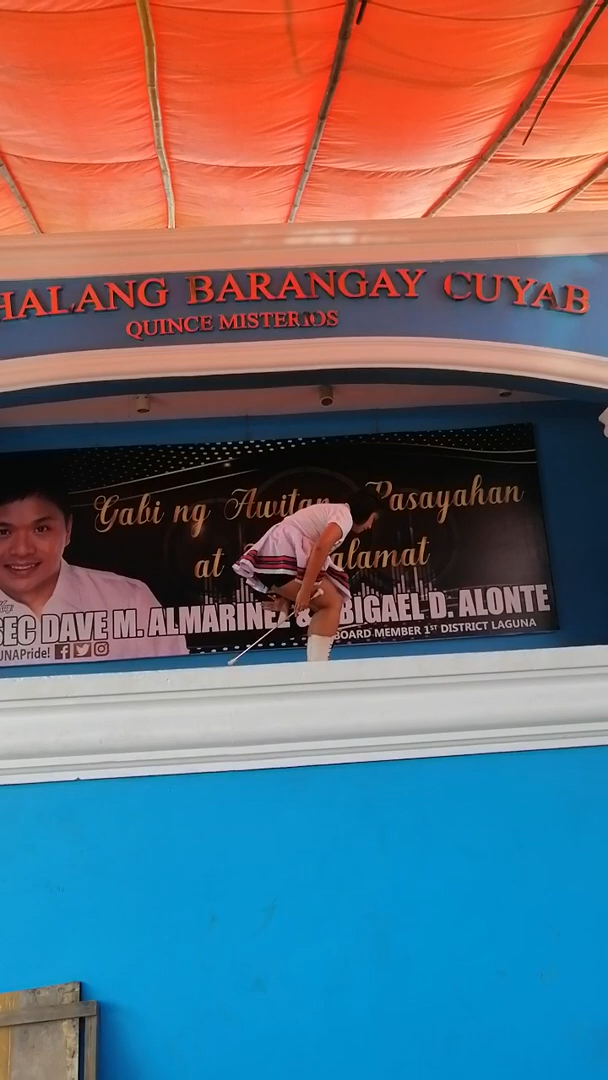 HALANG BARANGAY CUYAB
QUINCE MISTERIOS
Gabi ng Awitan Pasayahan
at alamat
SEC DAVE M. ALMARINEZ & BIGAEL D. ALONTE
BOARD MEMBER 1ST DISTRICT LAGUNA
UNAPride!